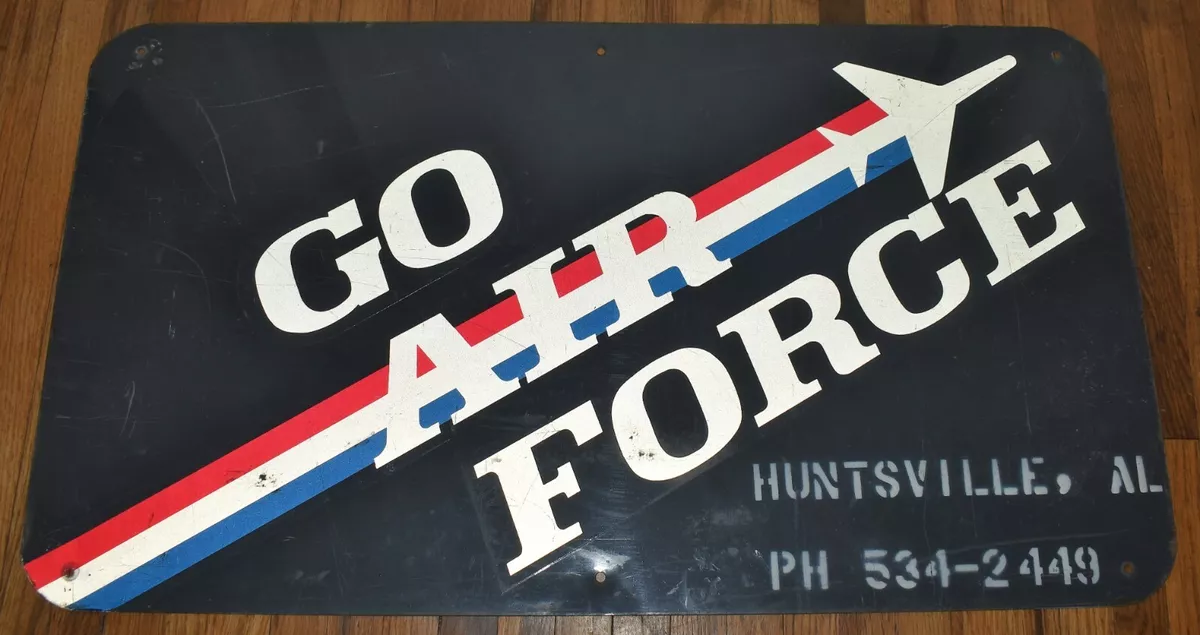 GO
AIR
FORCE
HUNTSVILLE, AL
PH 534-2449